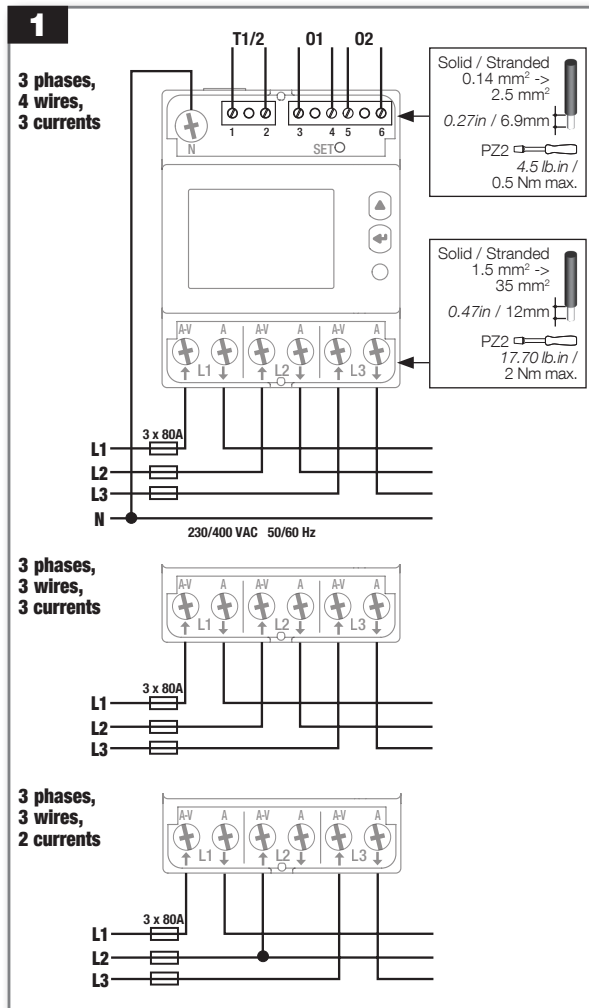 1
3 phases,
4 wires,
3 currents
T1/2 O1 O2
1 2 3 4 5 6
N
SET
Solid / Stranded
0.14 mm² ->
2.5 mm²
0.27in / 6.9mm
PZ2
4.5 lb.in /
0.5 Nm max.
Solid / Stranded
1.5 mm² ->
35 mm²
0.47in / 12mm
PZ2
17.70 lb.in /
2 Nm max.
A-V A A-V A A-V A
L1 L2 L3
3 x 80A
L1
L2
L3
N
230/400 VAC 50/60 Hz
3 phases,
3 wires,
3 currents
A-V A A-V A A-V A
L1 L2 L3
3 x 80A
L1
L2
L3
3 phases,
3 wires,
2 currents
A-V A A-V A A-V A
L1 L2 L3
3 x 80A
L1
L2
L3